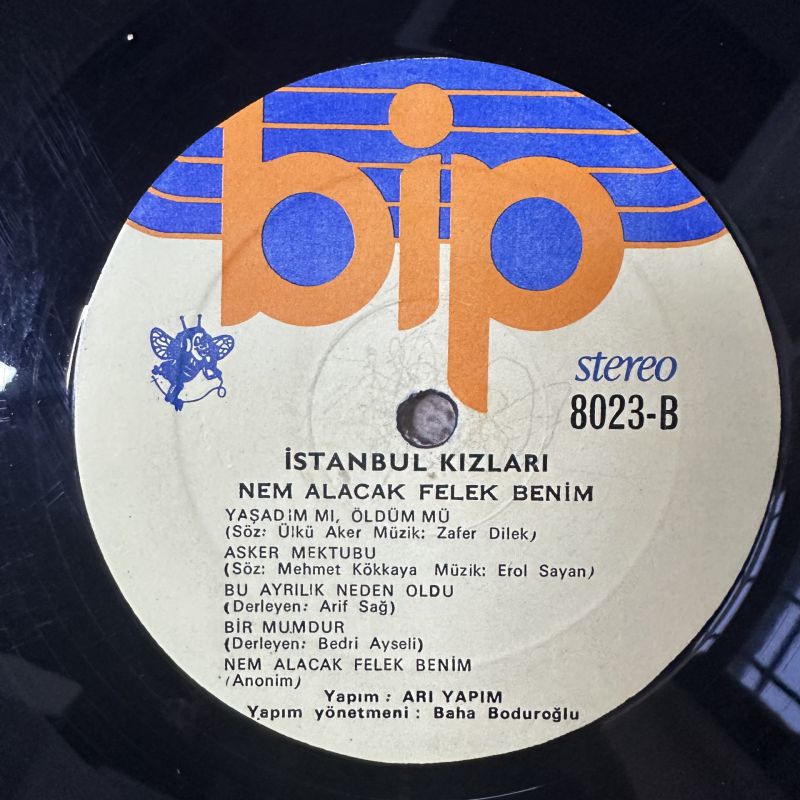 bip
stereo
8023-B
İSTANBUL KIZLARI
NEM ALACAK FELEK BENİM
YAŞADIM MI, ÖLDÜM MÜ
(Söz: Ülkü Aker Müzik: Zafer Dilek)
ASKER MEKTUBU
(Söz: Mehmet Kökkaya Müzik: Erol Sayan)
BU AYRILIK NEDEN OLDU
(Derleyen: Arif Sağ)
BİR MUMDUR
(Derleyen: Bedri Ayseli)
NEM ALACAK FELEK BENİM
(Anonim)
Yapım : ARI YAPIM
Yapım yönetmeni : Baha Boduroğlu